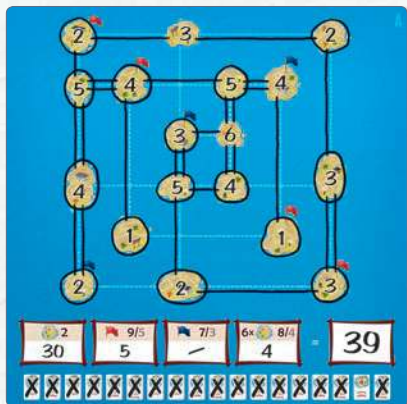 A
2 3 2
5 4 5 4
3 6
4 5 4 3
1 1
2 2 3
2 9/5 7/3 6x 8/4
30 5 – 4 = 39
X X X X X X X X X X X X X X X X X